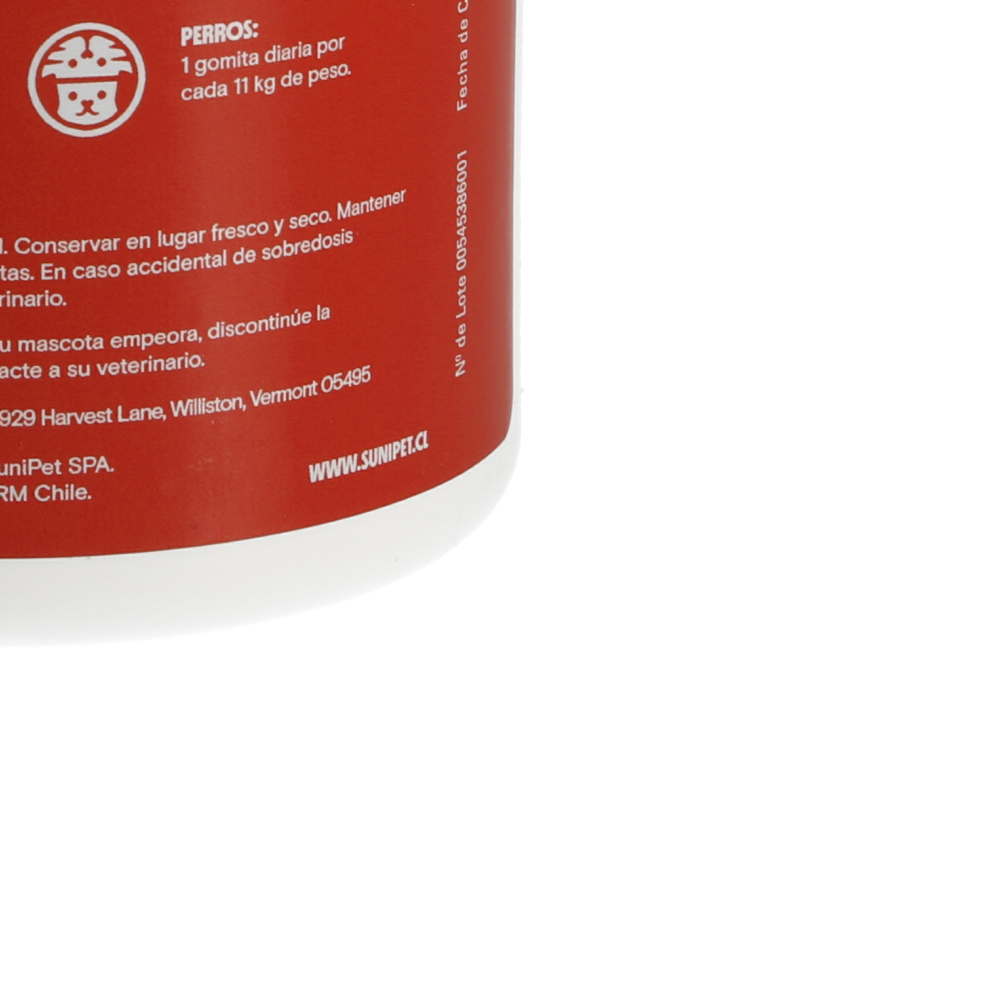 PERROS:
1 gomita diaria por
cada 11 kg de peso.
l. Conservar en lugar fresco y seco. Mantener
tas. En caso accidental de sobredosis
rinario.
u mascota empeora, discontinúe la
acte a su veterinario.
929 Harvest Lane, Williston, Vermont 05495
uniPet SPA.
RM Chile.
WWW.SUNIPET.CL
Nº de Lote 00545386001
Fecha de C